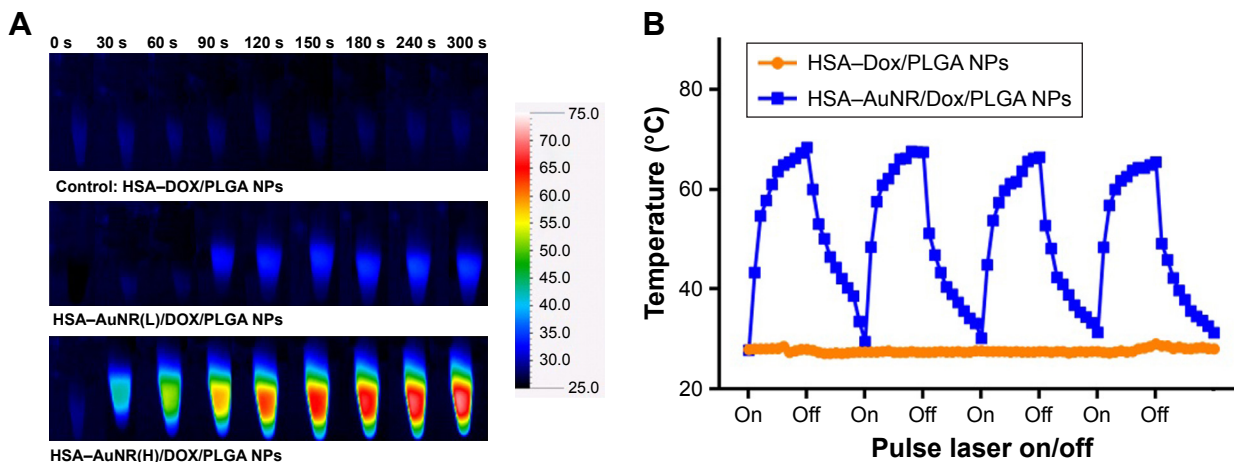 A
0 s 30 s 60 s 90 s 120 s 150 s 180 s 240 s 300 s
Control: HSA–DOX/PLGA NPs
HSA–AuNR(L)/DOX/PLGA NPs
HSA–AuNR(H)/DOX/PLGA NPs
75.0
70.0
65.0
60.0
55.0
50.0
45.0
40.0
35.0
30.0
25.0
B
HSA–Dox/PLGA NPs
HSA–AuNR/Dox/PLGA NPs
Temperature (°C)
80
60
40
20
On Off On Off On Off On Off
Pulse laser on/off